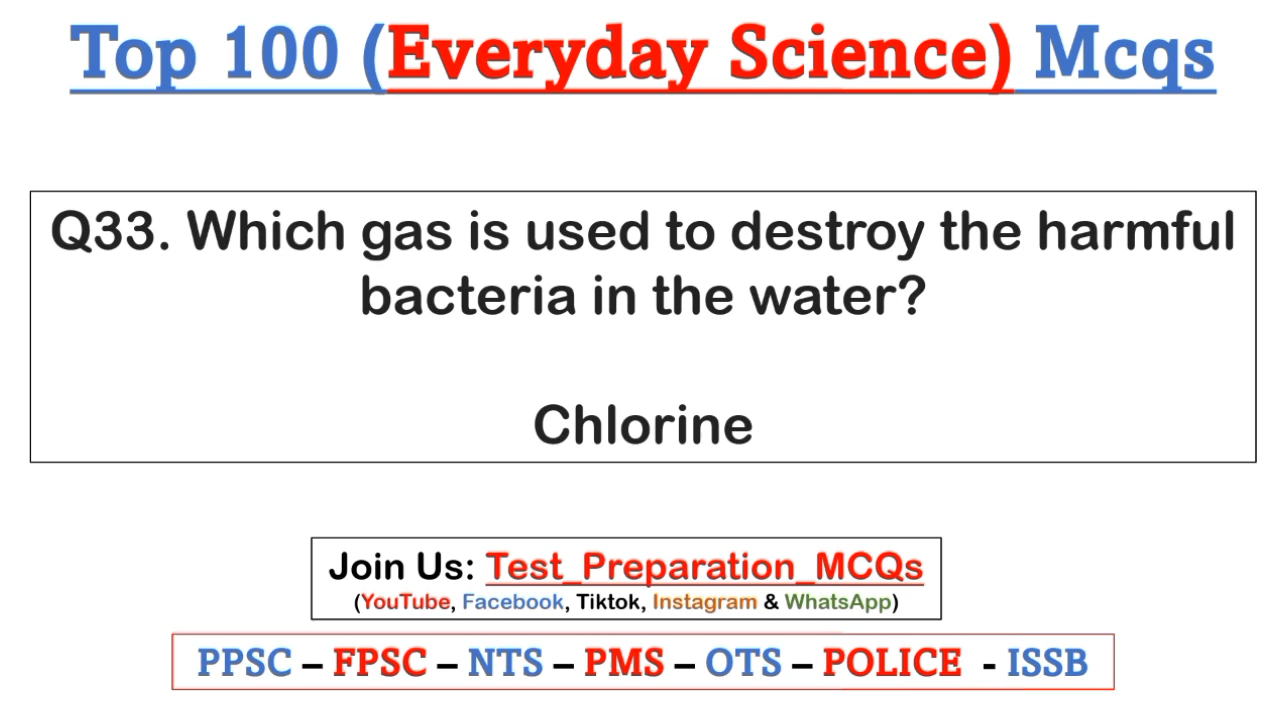 Top 100 (Everyday Science) Mcqs
Q33. Which gas is used to destroy the harmful
bacteria in the water?
Chlorine
Join Us: Test_Preparation_MCQs
(YouTube, Facebook, Tiktok, Instagram & WhatsApp)
PPSC – FPSC – NTS – PMS – OTS – POLICE - ISSB